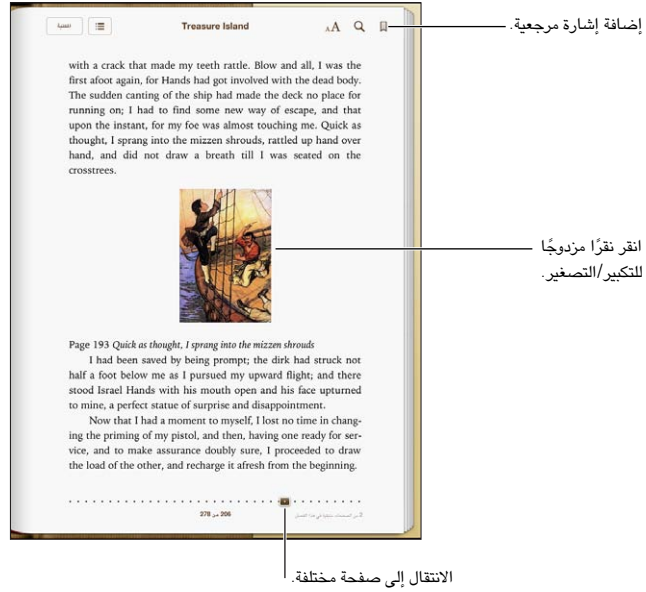 المكتبة
Treasure Island
AA
إضافة إشارة مرجعية.
with a crack that made my teeth rattle. Blow and all, I was the
first afoot again, for Hands had got involved with the dead body.
The sudden canting of the ship had made the deck no place for
running on; I had to find some new way of escape, and that
upon the instant, for my foe was almost touching me. Quick as
thought, I sprang into the mizzen shrouds, rattled up hand over
hand, and did not draw a breath till I was seated on the
crosstrees.
انقر نقرًا مزدوجًا
للتكبير/التصغير.
Page 193 Quick as thought, I sprang into the mizzen shrouds
I had been saved by being prompt; the dirk had struck not
half a foot below me as I pursued my upward flight; and there
stood Israel Hands with his mouth open and his face upturned
to mine, a perfect statue of surprise and disappointment.
Now that I had a moment to myself, I lost no time in chang-
ing the priming of my pistol, and then, having one ready for ser-
vice, and to make assurance doubly sure, I proceeded to draw
the load of the other, and recharge it afresh from the beginning.
206 من 278
الانتقال إلى صفحة مختلفة.